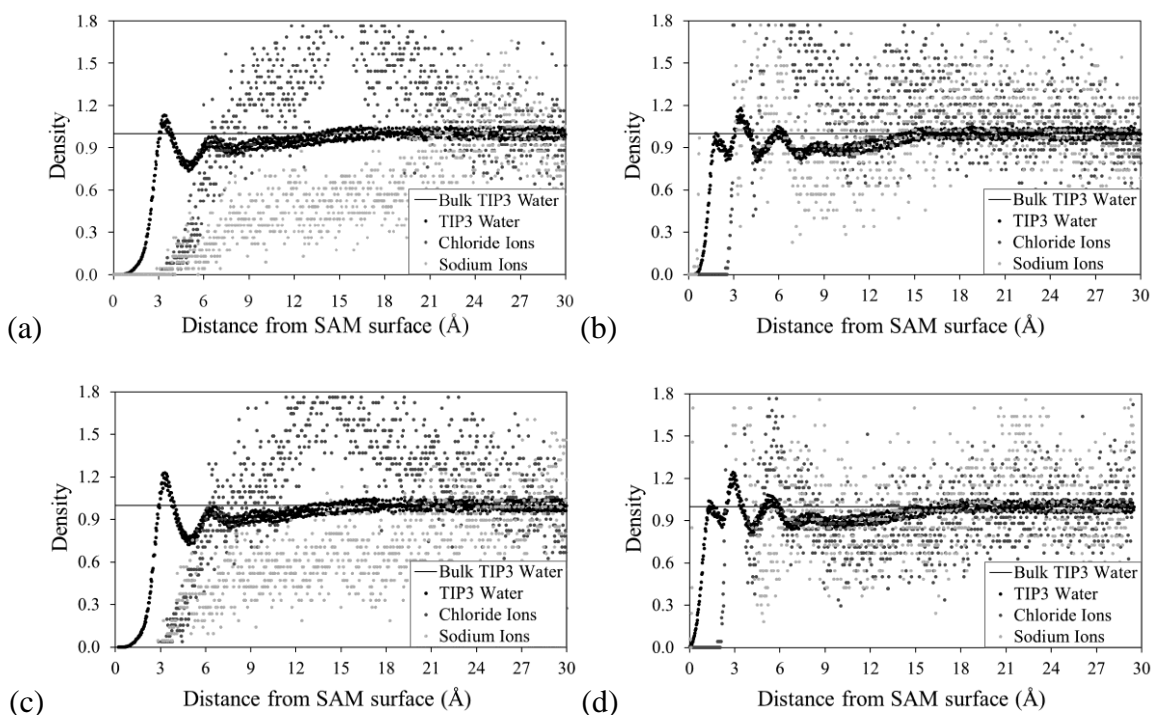 1.8
1.5
1.2
0.9
0.6
0.3
0.0
Density
0 3 6 9 12 15 18 21 24 27 30
Distance from SAM surface (Å)
Bulk TIP3 Water
TIP3 Water
Chloride Ions
Sodium Ions
(a)
1.8
1.5
1.2
0.9
0.6
0.3
0.0
Density
0 3 6 9 12 15 18 21 24 27 30
Distance from SAM surface (Å)
Bulk TIP3 Water
TIP3 Water
Chloride Ions
Sodium Ions
(b)
1.8
1.5
1.2
0.9
0.6
0.3
0.0
Density
0 3 6 9 12 15 18 21 24 27 30
Distance from SAM surface (Å)
Bulk TIP3 Water
TIP3 Water
Chloride Ions
Sodium Ions
(c)
1.8
1.5
1.2
0.9
0.6
0.3
0.0
Density
0 3 6 9 12 15 18 21 24 27 30
Distance from SAM surface (Å)
Bulk TIP3 Water
TIP3 Water
Chloride Ions
Sodium Ions
(d)